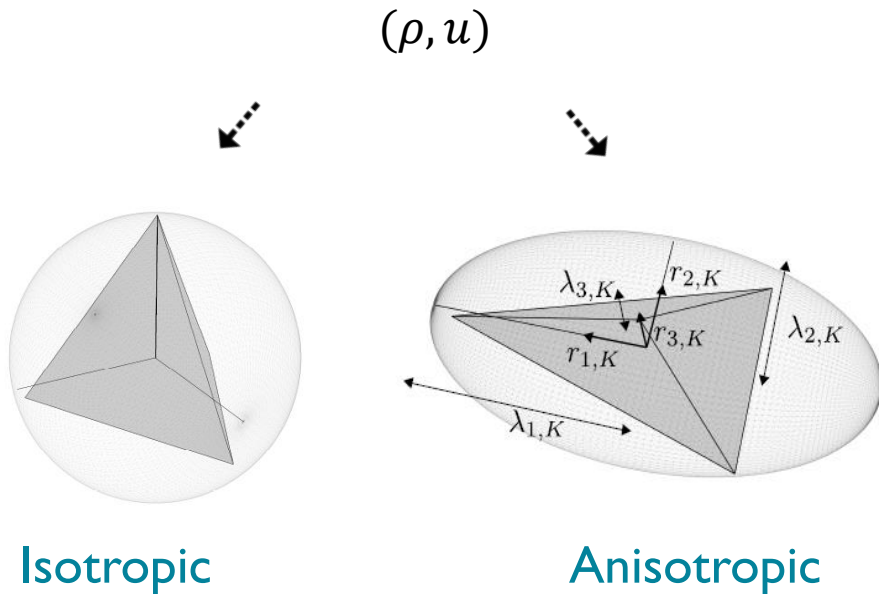 (ρ, u)
r₂,K
λ₃,K
λ₂,K
r₃,K
r₁,K
λ₁,K
Isotropic
Anisotropic